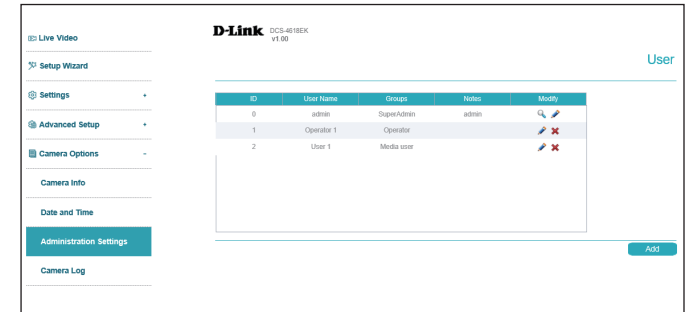 D-Link DCS-4618EK
v1.00
Live Video
Setup Wizard
Settings +
Advanced Setup +
Camera Options -
Camera Info
Date and Time
Administration Settings
Camera Log
User
ID User Name Groups Notes Modify
0 admin SuperAdmin admin
1 Operator 1 Operator
2 User 1 Media user
Add